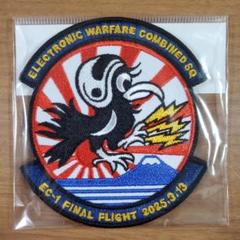 ELECTRONIC WARFARE COMBINED SQ
EC-1 FINAL FLIGHT 2025.3.13